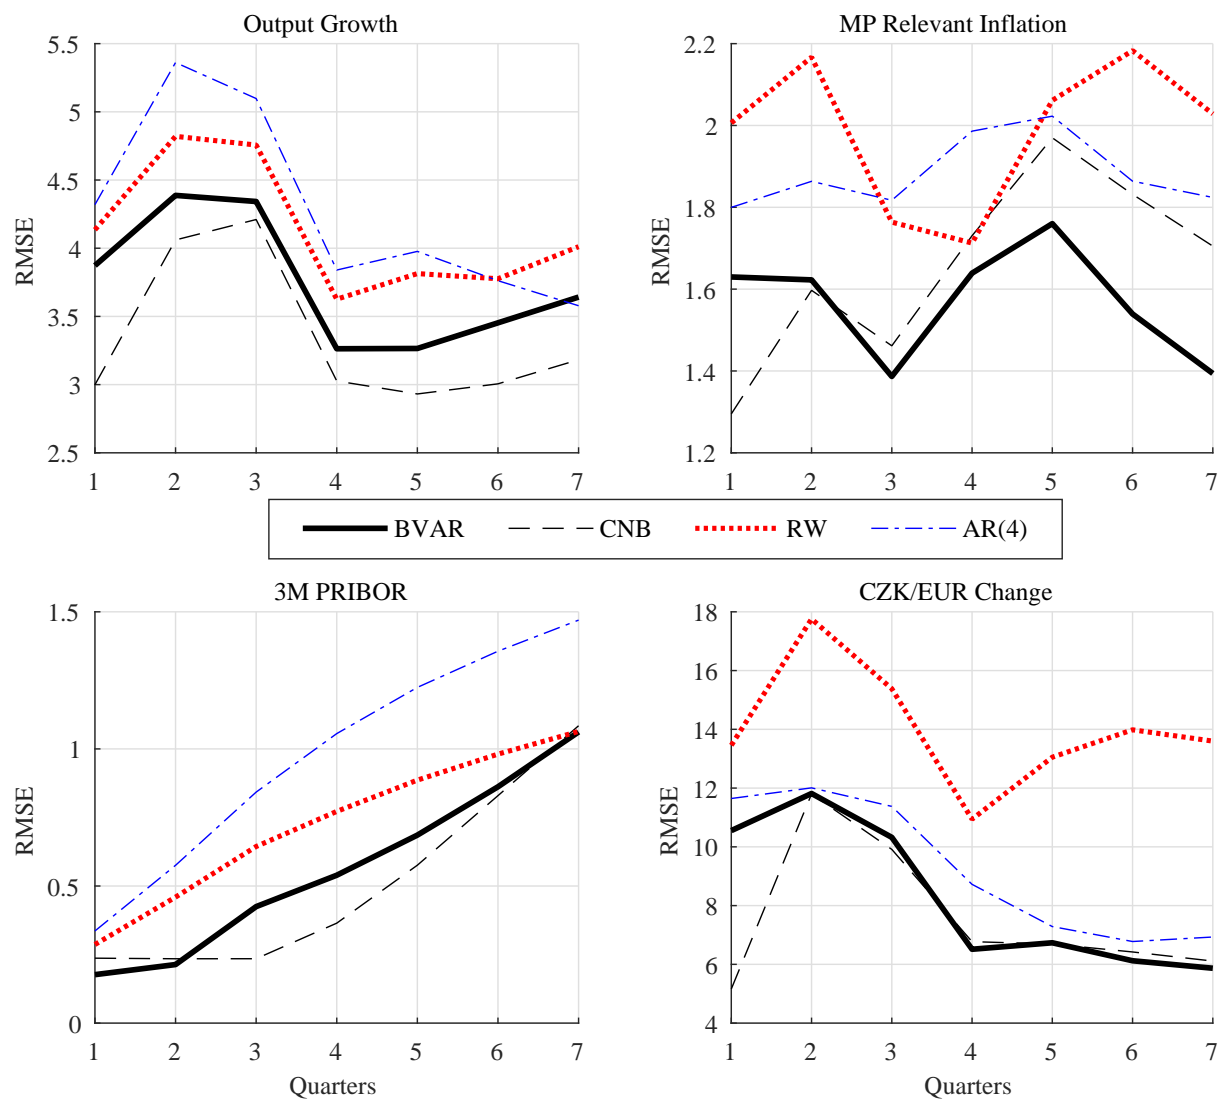 Output Growth
MP Relevant Inflation
5.5
5
4.5
4
3.5
3
2.5
RMSE
1 2 3 4 5 6 7
2.2
2
1.8
1.6
1.4
1.2
RMSE
1 2 3 4 5 6 7
BVAR CNB RW AR(4)
3M PRIBOR
CZK/EUR Change
1.5
1
0.5
0
RMSE
1 2 3 4 5 6 7
Quarters
18
16
14
12
10
8
6
4
RMSE
1 2 3 4 5 6 7
Quarters